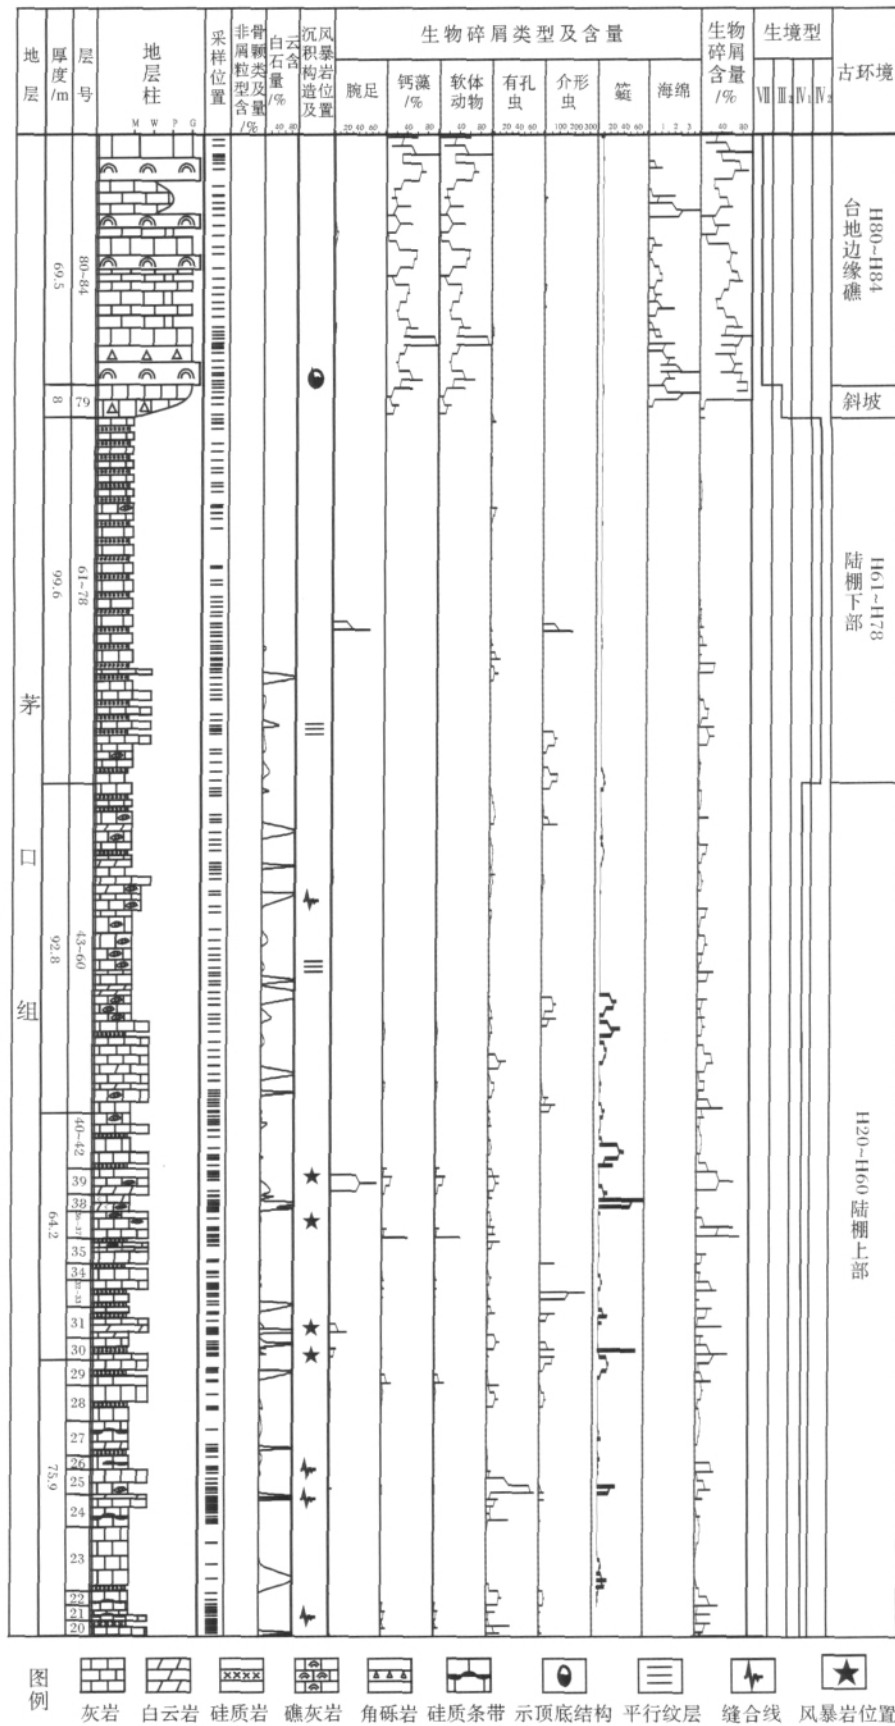 地层
厚度/m
层号
地层柱
M W P G
采样位置
非骨屑颗粒类型及含量/%
白云石含量/%
40 80
沉积构造及风暴岩位置
生物碎屑类型及含量
腕足
20 40 60
钙藻/%
40 80
软体动物
40 80
有孔虫
20 40 60
介形虫
100 200 300
䗴
20 40 60
海绵
1 2 3
生物碎屑含量/%
40 80
生境型
Ⅶ Ⅲ2 Ⅳ1 Ⅳ2
古环境
茅口组
69.5
80~84
H80~H84
台地边缘礁
8
79
斜坡
99.6
61~78
H61~H78
陆棚下部
92.8
43~60
H20~H60 陆棚上部
64.2
40~42
39
38
36~37
35
34
32~33
31
30
75.9
29
28
27
26
25
24
23
22
21
20
图例
灰岩 白云岩 硅质岩 礁灰岩 角砾岩 硅质条带 示顶底结构 平行纹层 缝合线 风暴岩位置